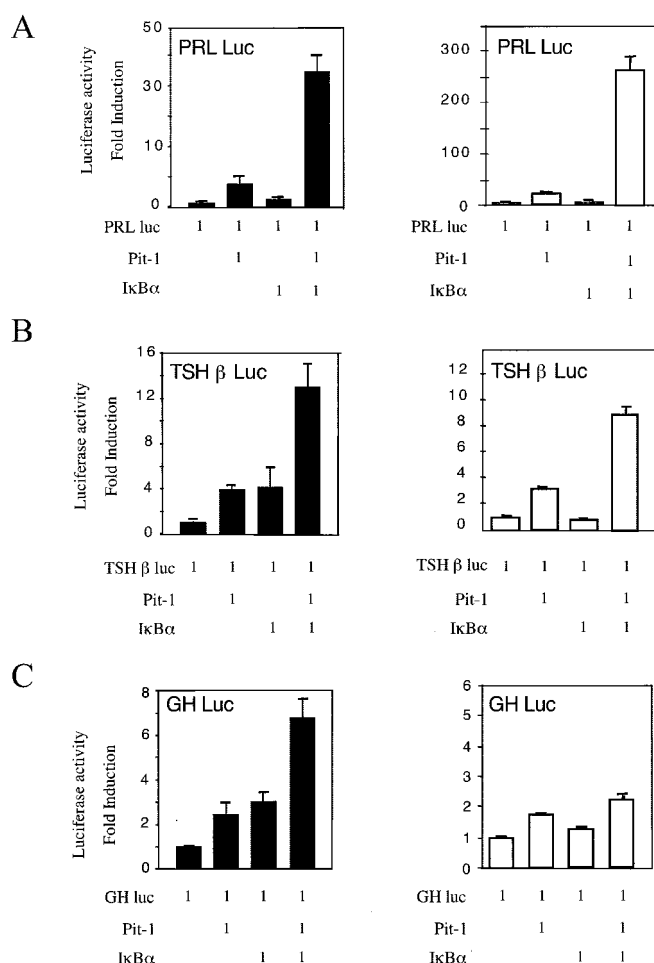 A
Luciferase activity
Fold Induction
PRL Luc
50
30
10
0
PRL luc 1 1 1 1
Pit-1 1 1
IκBα 1 1
PRL Luc
300
200
100
0
PRL luc 1 1 1 1
Pit-1 1 1
IκBα 1 1
B
Luciferase activity
Fold Induction
TSH β Luc
16
12
8
4
0
TSH β luc 1 1 1 1
Pit-1 1 1
IκBα 1 1
TSH β Luc
12
10
8
6
4
2
0
TSH β luc 1 1 1 1
Pit-1 1 1
IκBα 1 1
C
Luciferase activity
Fold Induction
GH Luc
8
6
4
2
0
GH luc 1 1 1 1
Pit-1 1 1
IκBα 1 1
GH Luc
6
5
4
3
2
1
0
GH luc 1 1 1 1
Pit-1 1 1
IκBα 1 1